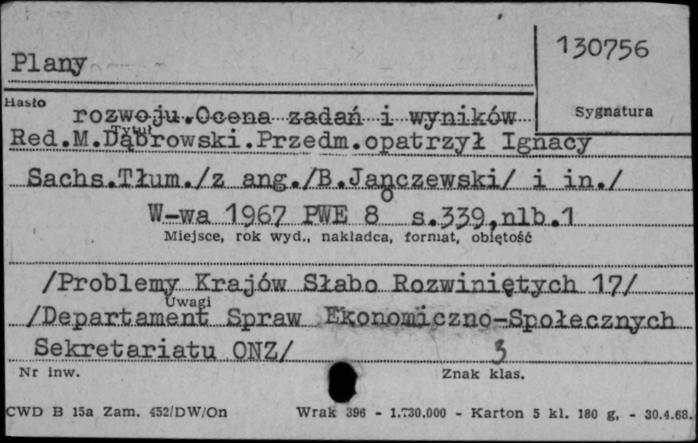 130756
Plany
Hasło
Sygnatura
rozwoju.Ocena zadań i wyników
Tytuł
Red.M.Dąbrowski.Przedm.opatrzył Ignacy
Sachs.Tłum./z ang./B.Janczewski/ i in./
W-wa 1967 PWE 8° s.339,nlb.1
Miejsce, rok wyd., nakładca, format, objętość
/Problemy Krajów Słabo Rozwiniętych 17/
Uwagi
/Departament Spraw Ekonomiczno-Społecznych
Sekretariatu ONZ/
3
Nr inw.
Znak klas.
CWD B 15a Zam. 452/DW/On Wrak 396 - 1.730.000 - Karton 5 kl. 180 g, - 30.4.68.